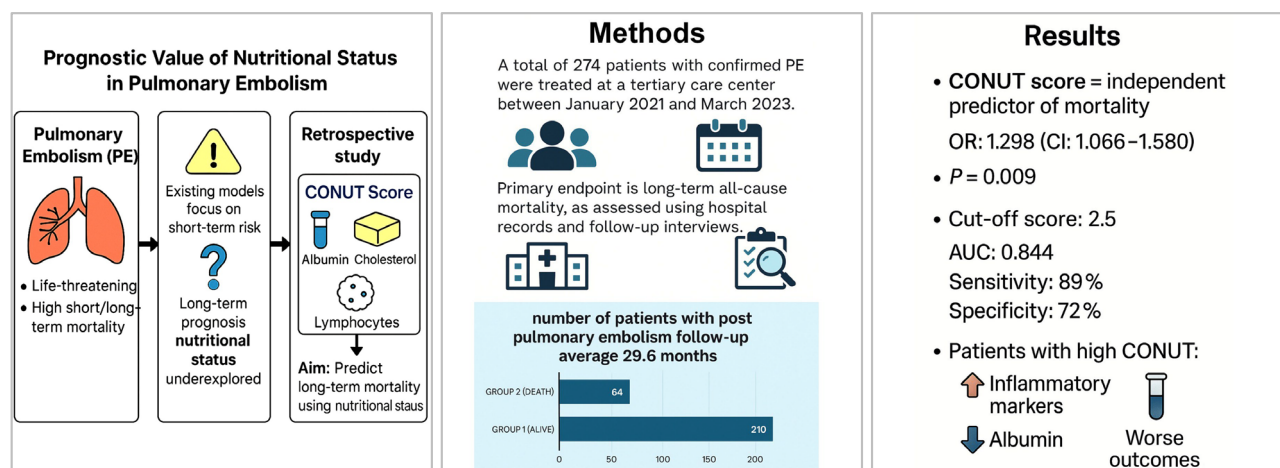 Prognostic Value of Nutritional Status
in Pulmonary Embolism
Pulmonary
Embolism (PE)
• Life-threatening
• High short/long-
term mortality
!
Existing models
focus on
short-term risk
?
Long-term
prognosis
nutritional
status
underexplored
Retrospective
study
CONUT Score
Albumin Cholesterol
Lymphocytes
Aim: Predict
long-term mortality
using nutritional staus
Methods
A total of 274 patients with confirmed PE
were treated at a tertiary care center
between January 2021 and March 2023.
Primary endpoint is long-term all-cause
mortality, as assessed using hospital
records and follow-up interviews.
number of patients with post
pulmonary embolism follow-up
average 29.6 months
GROUP 2 (DEATH) 64
GROUP 1 (ALIVE) 210
0 50 100 150 200
Results
• CONUT score = independent
predictor of mortality
OR: 1.298 (CI: 1.066–1.580)
• P = 0.009
• Cut-off score: 2.5
AUC: 0.844
Sensitivity: 89%
Specificity: 72%
• Patients with high CONUT:
Inflammatory
markers
Albumin
Worse
outcomes